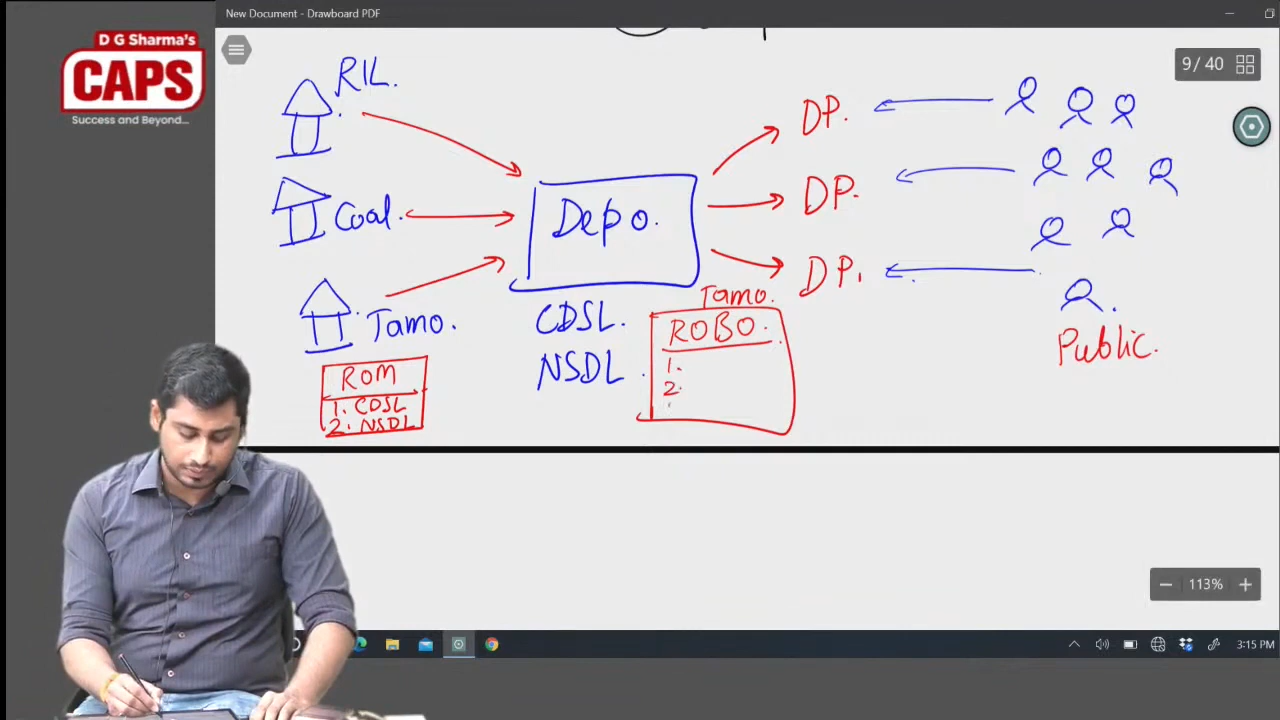 New Document - Drawboard PDF
D G Sharma's
CAPS
Success and Beyond...
9/ 40
RIL.
Coal.
Tamo.
Depo.
CDSL.
NSDL
DP.
DP.
DP.
Public.
ROM
1. CDSL
2. NSDL
Tamo.
ROBO.
1.
2.
113%
3:15 PM